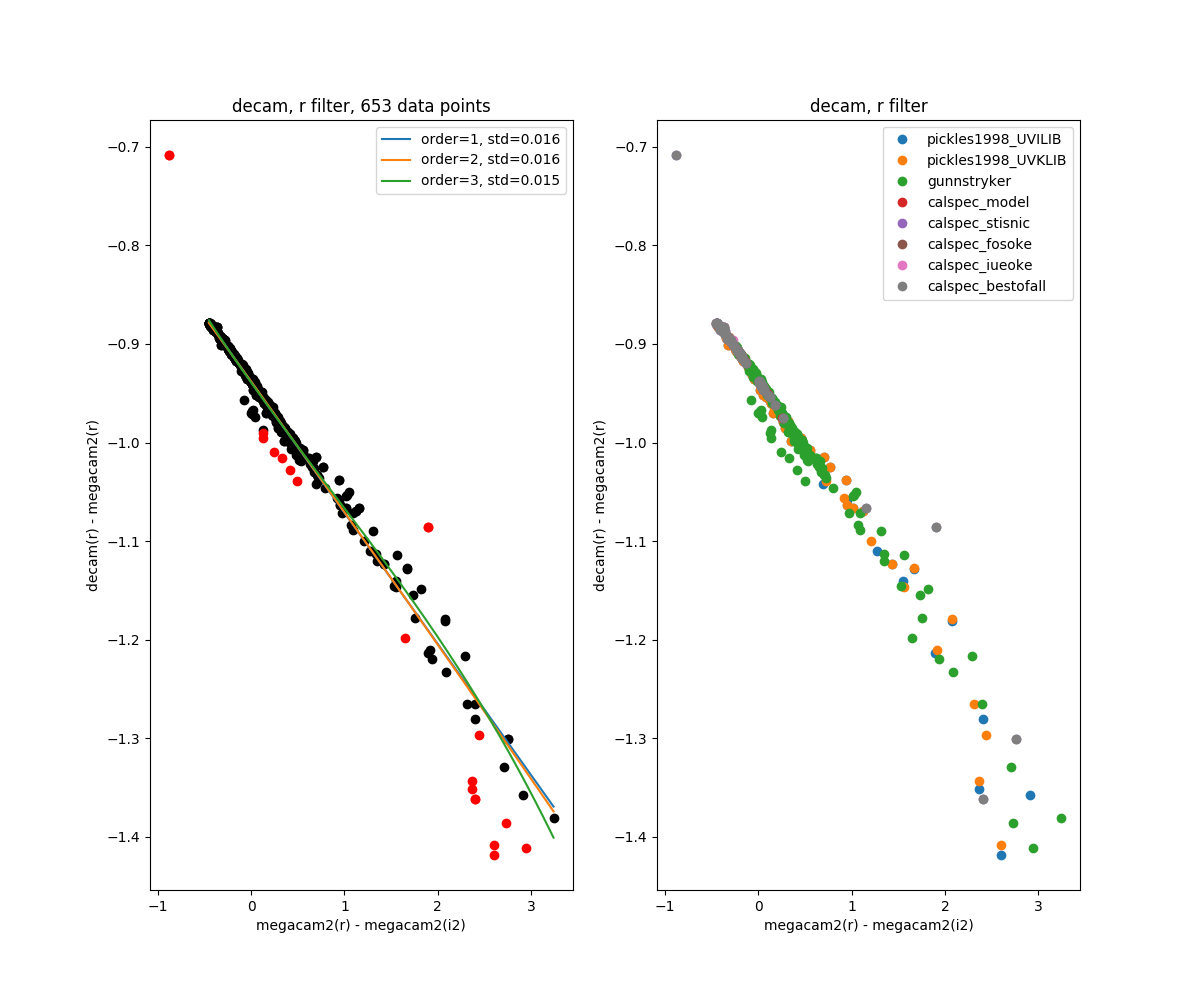 decam, r filter, 653 data points
order=1, std=0.016
order=2, std=0.016
order=3, std=0.015
−0.7
−0.8
−0.9
−1.0
−1.1
−1.2
−1.3
−1.4
decam(r) - megacam2(r)
−1 0 1 2 3
megacam2(r) - megacam2(i2)
decam, r filter
pickles1998_UVILIB
pickles1998_UVKLIB
gunnstryker
calspec_model
calspec_stisnic
calspec_fosoke
calspec_iueoke
calspec_bestofall
−0.7
−0.8
−0.9
−1.0
−1.1
−1.2
−1.3
−1.4
decam(r) - megacam2(r)
−1 0 1 2 3
megacam2(r) - megacam2(i2)